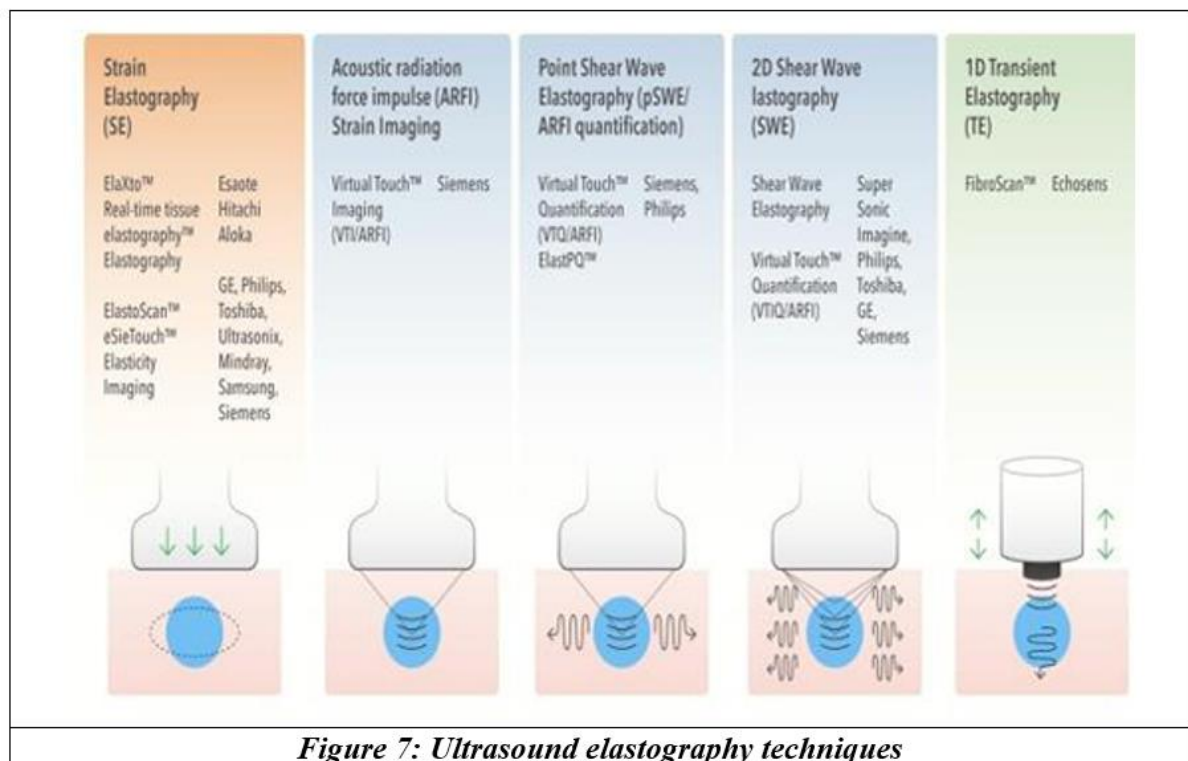 Strain
Elastography
(SE)
ElaXto™
Real-time tissue
elastography™
Elastography
ElastoScan™
eSieTouch™
Elasticity
Imaging
Esaote
Hitachi
Aloka
GE, Philips,
Toshiba,
Ultrasonix,
Mindray,
Samsung,
Siemens
Acoustic radiation
force impulse (ARFI)
Strain Imaging
Virtual Touch™
Imaging
(VTI/ARFI)
Siemens
Point Shear Wave
Elastography (pSWE/
ARFI quantification)
Virtual Touch™
Quantification
(VTQ/ARFI)
ElastPQ™
Siemens,
Philips
2D Shear Wave
lastography
(SWE)
Shear Wave
Elastography
Virtual Touch™
Quantification
(VTIQ/ARFI)
Super
Sonic
Imagine,
Philips,
Toshiba,
GE,
Siemens
1D Transient
Elastography
(TE)
FibroScan™
Echosens
Figure 7: Ultrasound elastography techniques